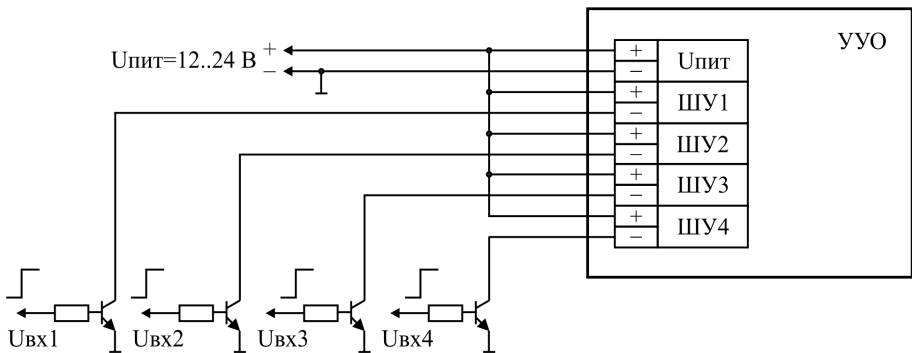 УУО
Uпит=12..24 В
+
–
+
–
Uпит
+
–
ШУ1
+
–
ШУ2
+
–
ШУ3
+
–
ШУ4
Uвх1
Uвх2
Uвх3
Uвх4